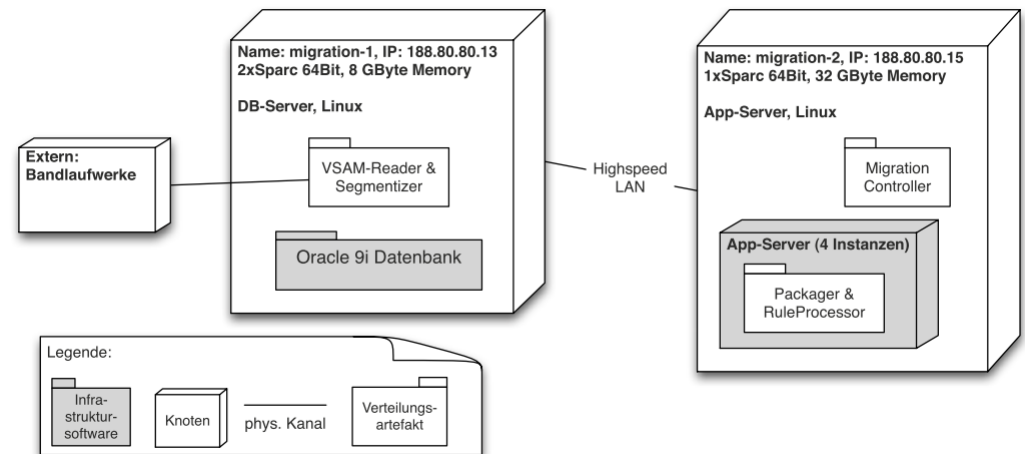 Name: migration-1, IP: 188.80.80.13
2xSparc 64Bit, 8 GByte Memory
DB-Server, Linux
VSAM-Reader &
Segmentizer
Oracle 9i Datenbank
Extern:
Bandlaufwerke
Highspeed
LAN
Name: migration-2, IP: 188.80.80.15
1xSparc 64Bit, 32 GByte Memory
App-Server, Linux
Migration
Controller
App-Server (4 Instanzen)
Packager &
RuleProcessor
Legende:
Infra-
struktur-
software
Knoten
phys. Kanal
Verteilungs-
artefakt